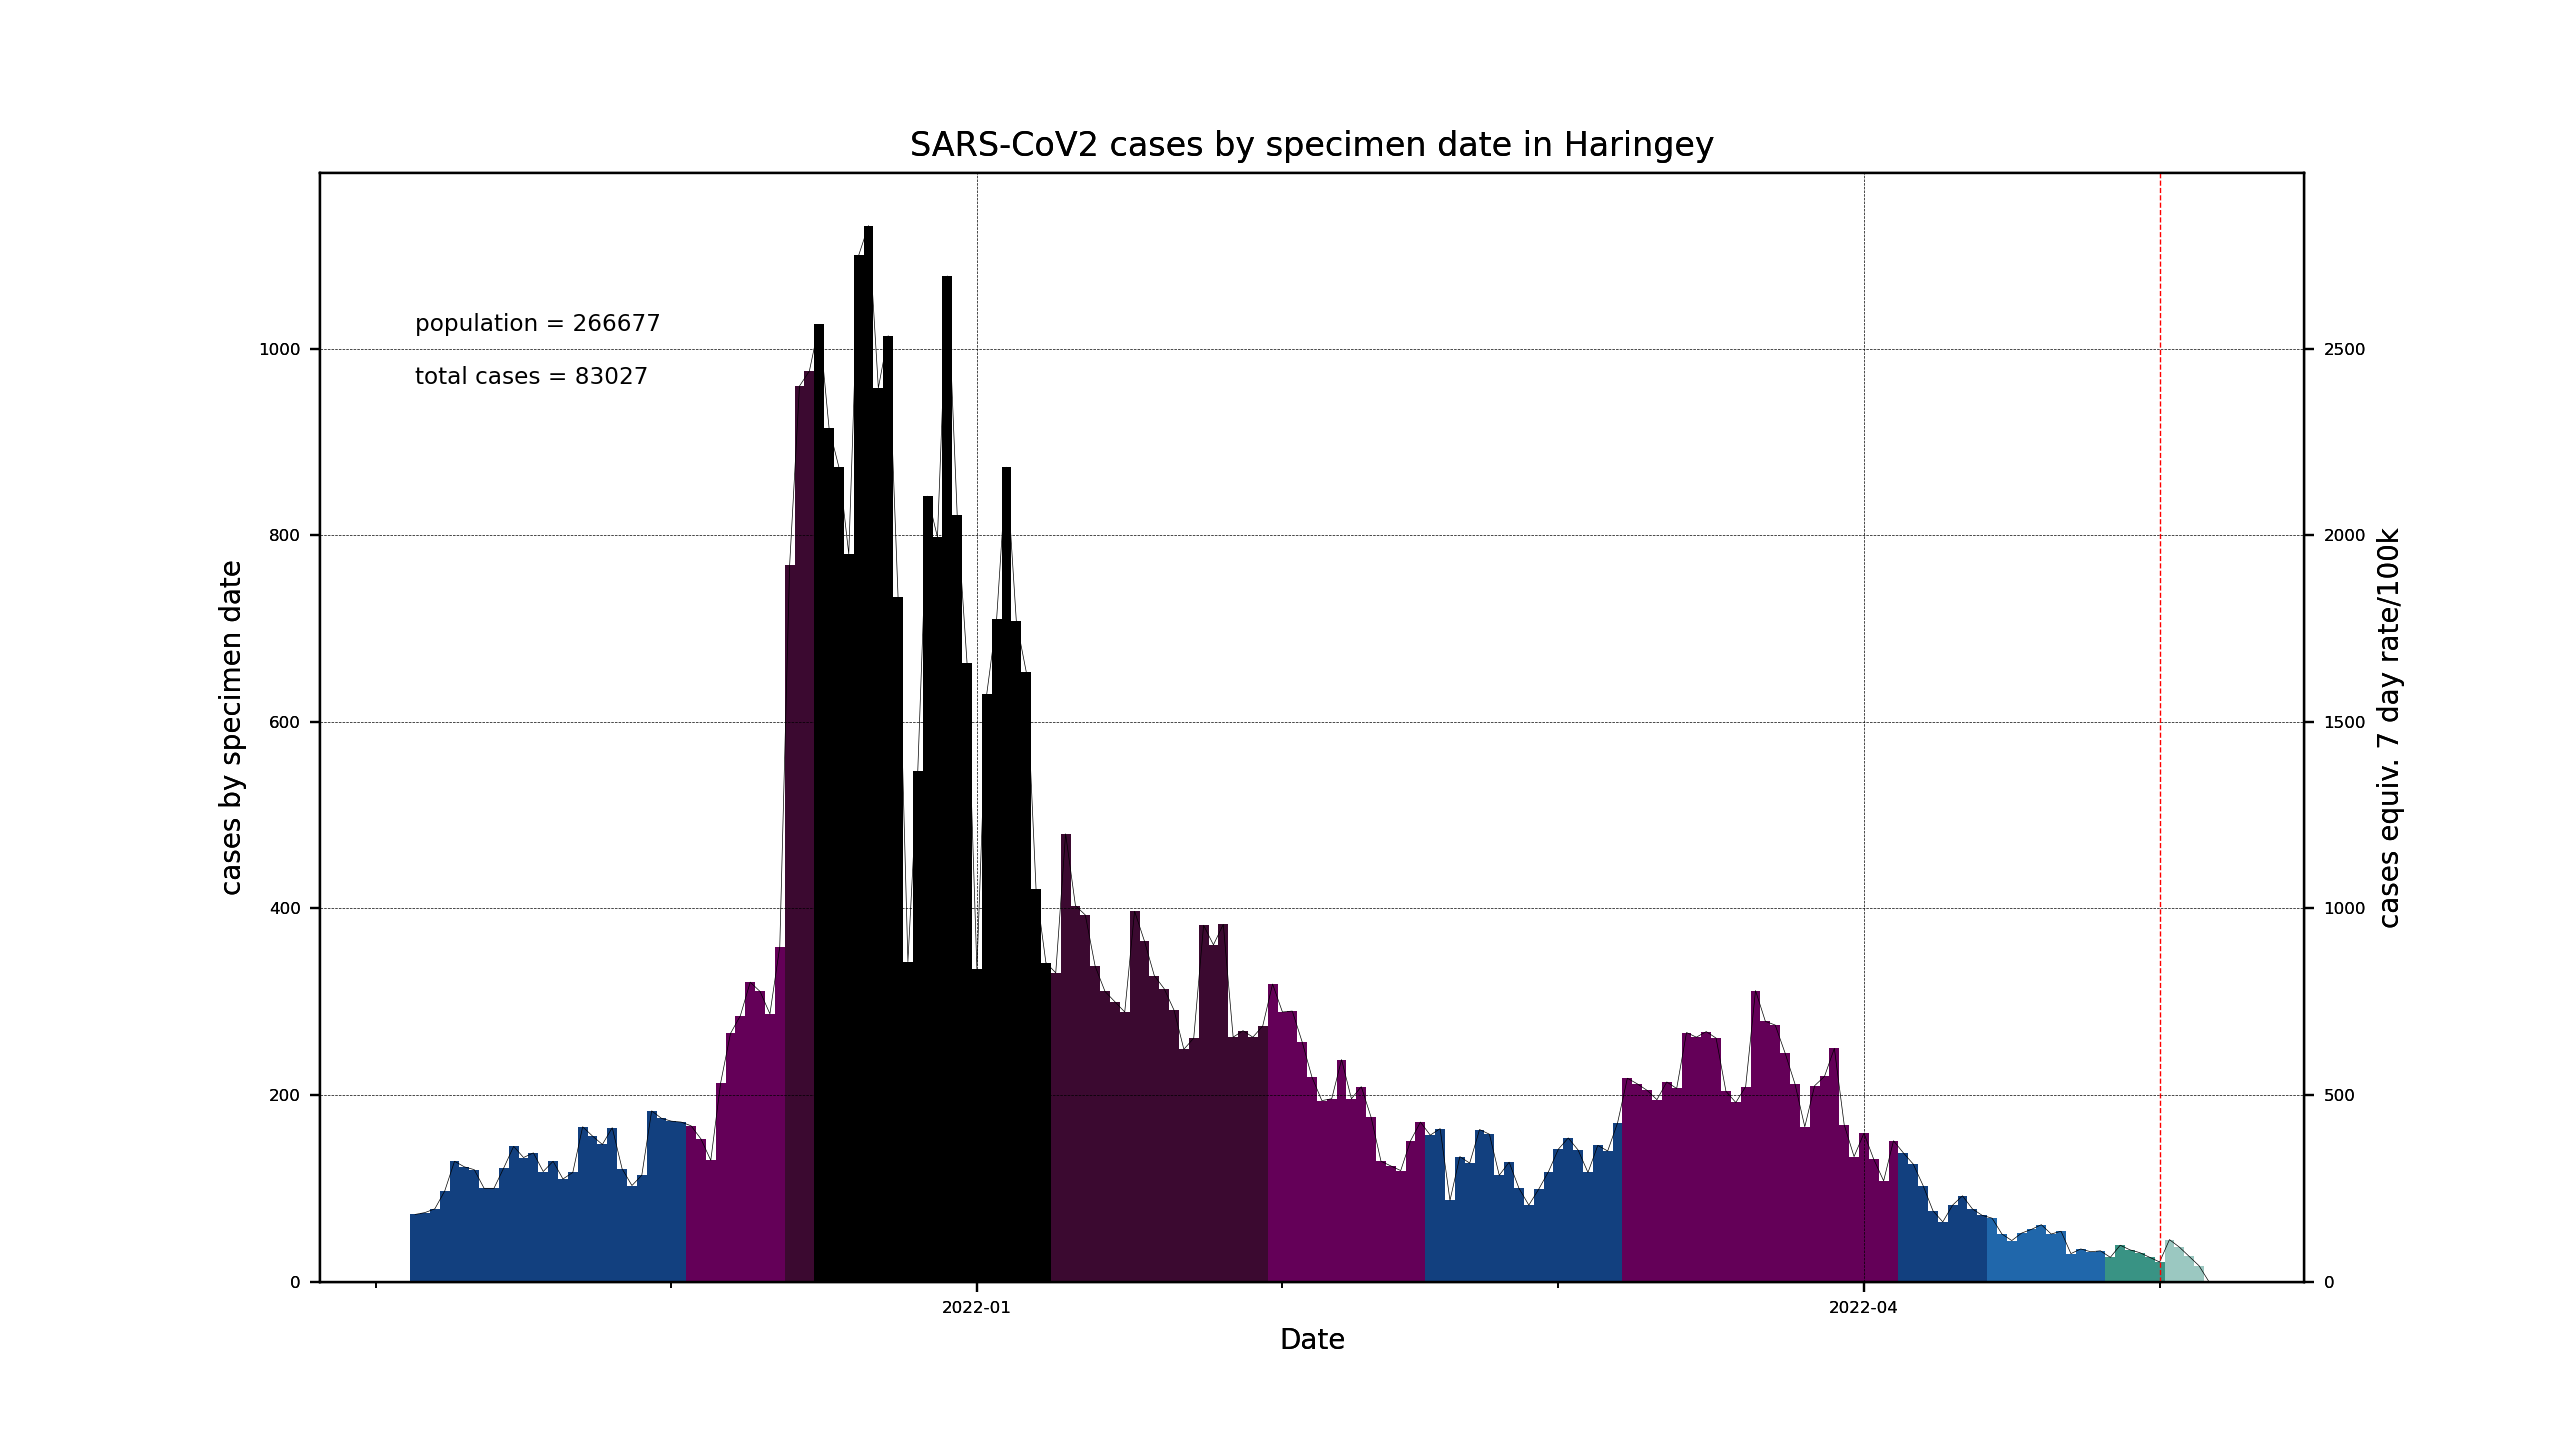 SARS-CoV2 cases by specimen date in Haringey
population = 266677
total cases = 83027
cases by specimen date
1000
800
600
400
200
0
2500
2000
1500
1000
500
0
cases equiv. 7 day rate/100k
2022-01
2022-04
Date